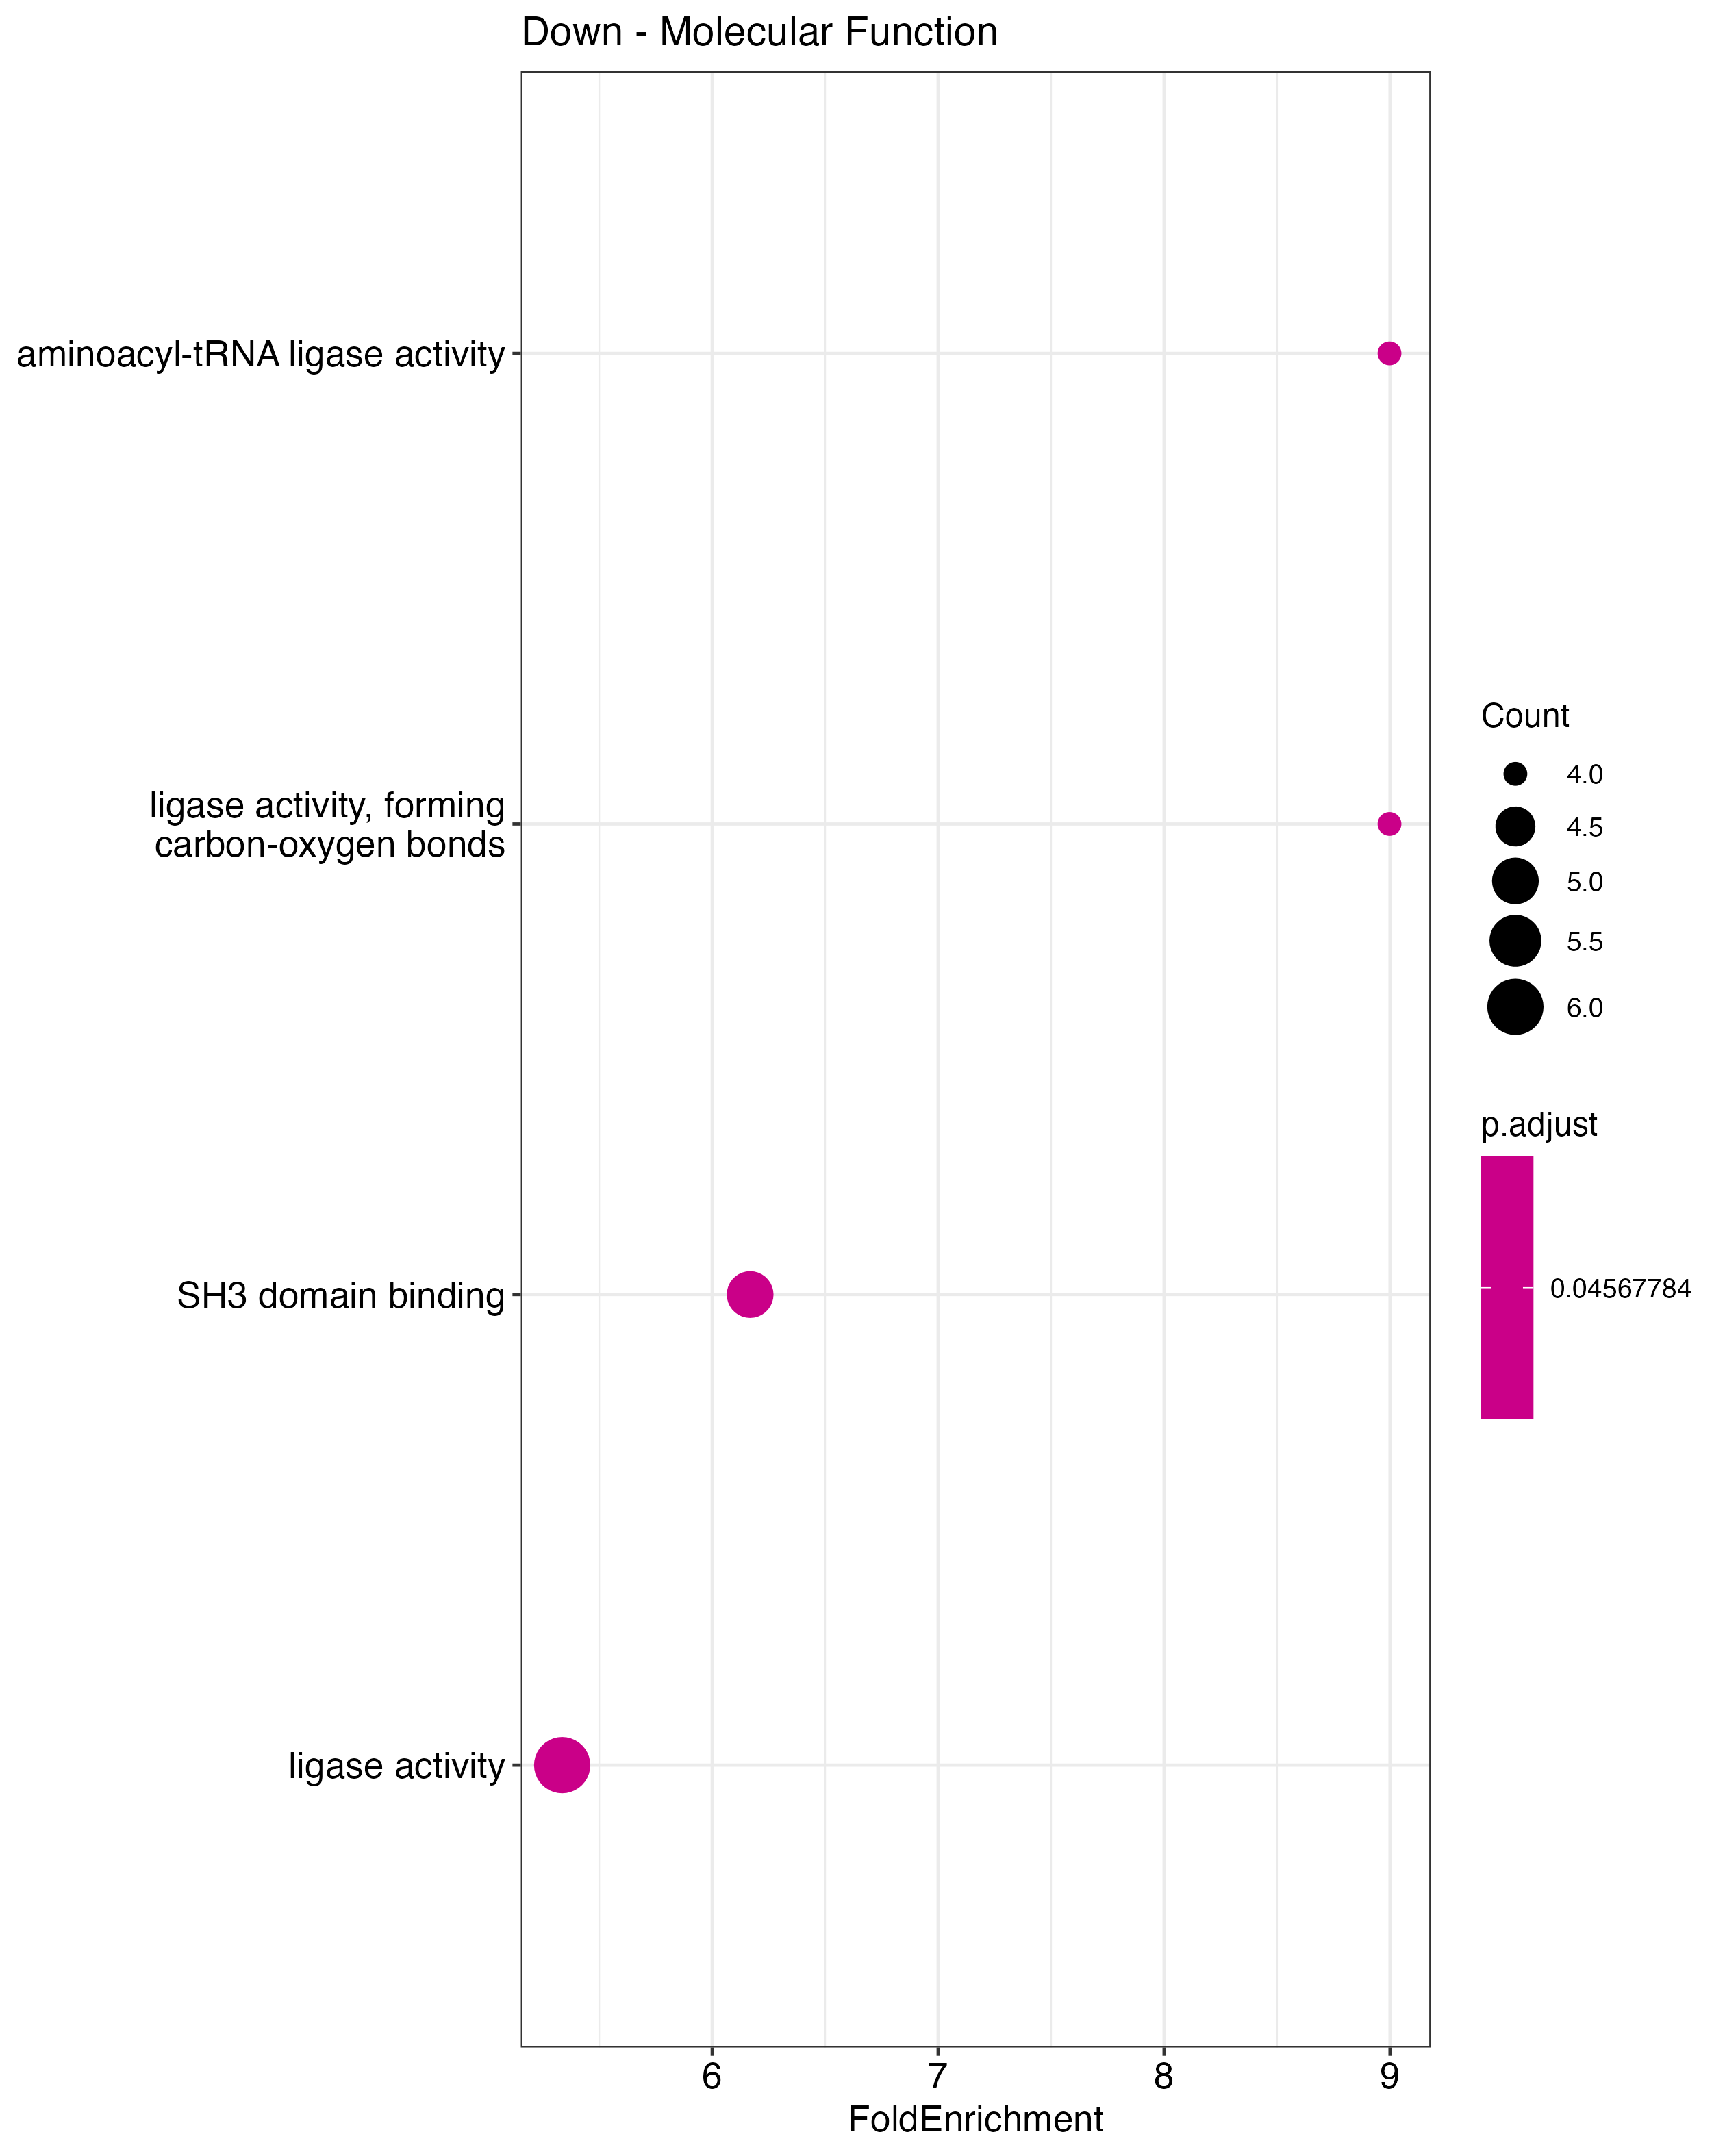 Down - Molecular Function
aminoacyl-tRNA ligase activity
ligase activity, forming
carbon-oxygen bonds
SH3 domain binding
ligase activity
6 7 8 9
FoldEnrichment
Count
4.0
4.5
5.0
5.5
6.0
p.adjust
0.04567784